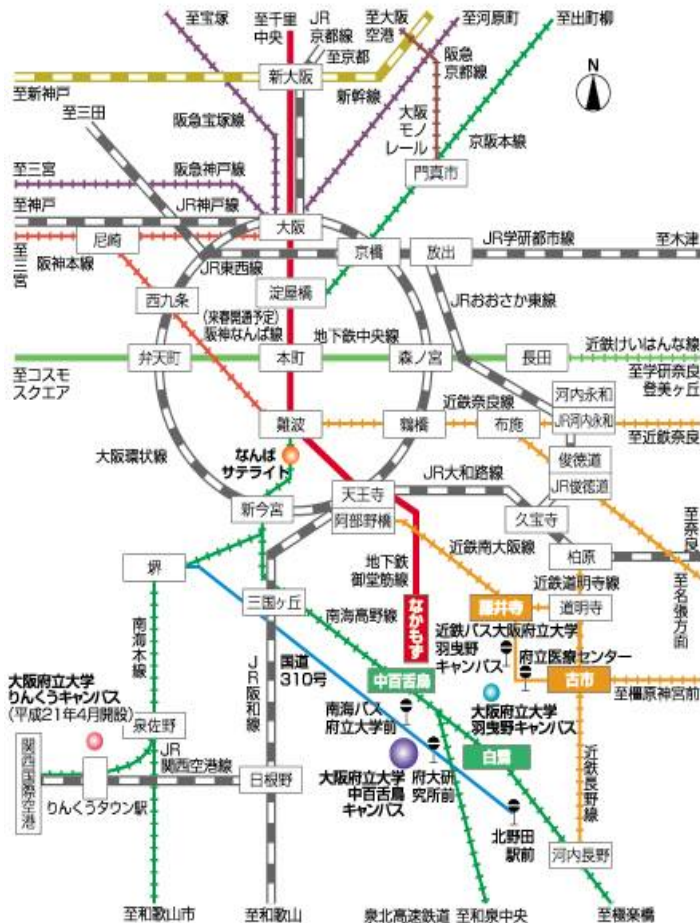 至宝塚
至千里
中央
JR
京都線
至京都
至大阪
空港
至河原町
至出町柳
新大阪
阪急
京都線
N
至新神戸
新幹線
至三田
阪急宝塚線
大阪
モノ
レール
京阪本線
至三宮
阪急神戸線
門真市
至神戸
JR神戸線
大阪
尼崎
京橋
放出
JR学研都市線
至木津
至三宮
阪神本線
JR東西線
淀屋橋
西九条
JRおおさか東線
(来春開通予定)
阪神なんば線
地下鉄中央線
近鉄けいはんな線
弁天町
本町
森ノ宮
長田
至コスモ
スクエア
至学研奈良
登美ヶ丘
河内永和
近鉄奈良線
JR河内永和
難波
鶴橋
布施
至近鉄奈良
大阪環状線
なんば
サテライト
俊徳道
JR大和路線
天王寺
JR俊徳道
新今宮
阿部野橋
久宝寺
至奈良
近鉄南大阪線
柏原
堺
地下鉄
御堂筋線
近鉄道明寺線
至名張方面
三国ヶ丘
南海高野線
なかもず
藤井寺
道明寺
南海本線
近鉄バス大阪府立大学
羽曳野
キャンパス
府立医療センター
国道
310号
JR阪和線
中百舌鳥
古市
至橿原神宮前
大阪府立大学
りんくうキャンパス
(平成21年4月開設)
泉佐野
南海バス
府立大学前
大阪府立大学
羽曳野キャンパス
白鷺
関西国際空港
JR
関西空港線
日根野
大阪府立大学
中百舌鳥
キャンパス
府大研
究所前
近鉄長野線
りんくうタウン駅
北野田
駅前
河内長野
至和歌山市
至和歌山
泉北高速鉄道
至和泉中央
至極楽橋